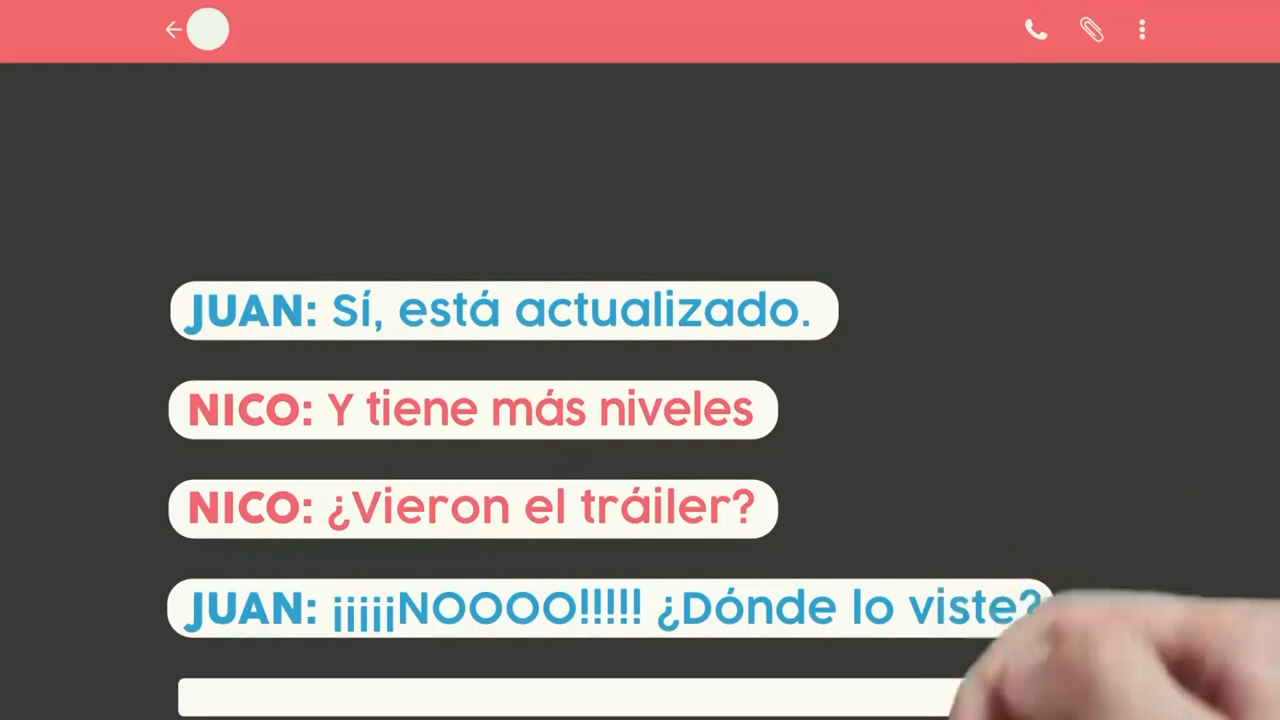 JUAN: Sí, está actualizado.
NICO: Y tiene más niveles
NICO: ¿Vieron el tráiler?
JUAN: ¡¡¡¡¡NOOOO!!!!! ¿Dónde lo viste?